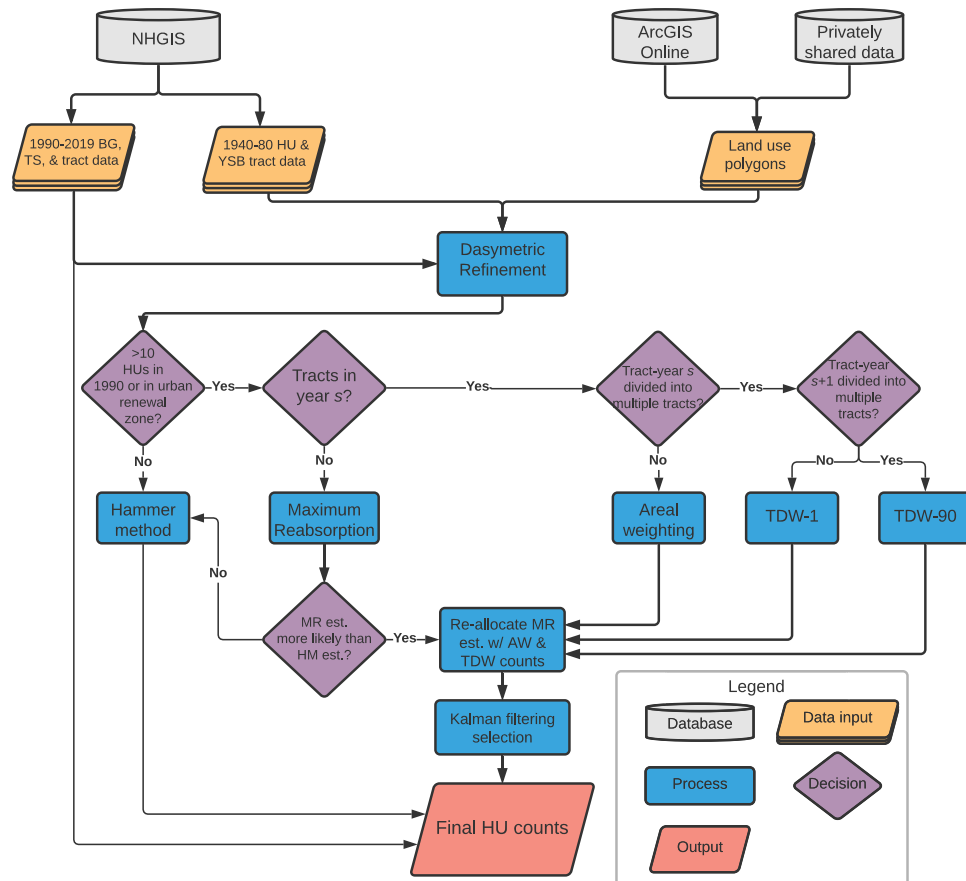 NHGIS
ArcGIS
Online
Privately
shared data
1990-2019 BG,
TS, & tract data
1940-80 HU &
YSB tract data
Land use
polygons
Dasymetric
Refinement
>10
HUs in
1990 or in urban
renewal
zone?
Yes
Tracts in
year s?
Yes
Tract-year s
divided into
multiple tracts?
Yes
Tract-year
s+1 divided into
multiple
tracts?
No
No
No
No
Yes
Hammer
method
Maximum
Reabsorption
Areal
weighting
TDW-1
TDW-90
No
MR est.
more likely than
HM est.?
Yes
Re-allocate MR
est. w/ AW &
TDW counts
Kalman filtering
selection
Final HU counts
Legend
Database
Data input
Process
Decision
Output